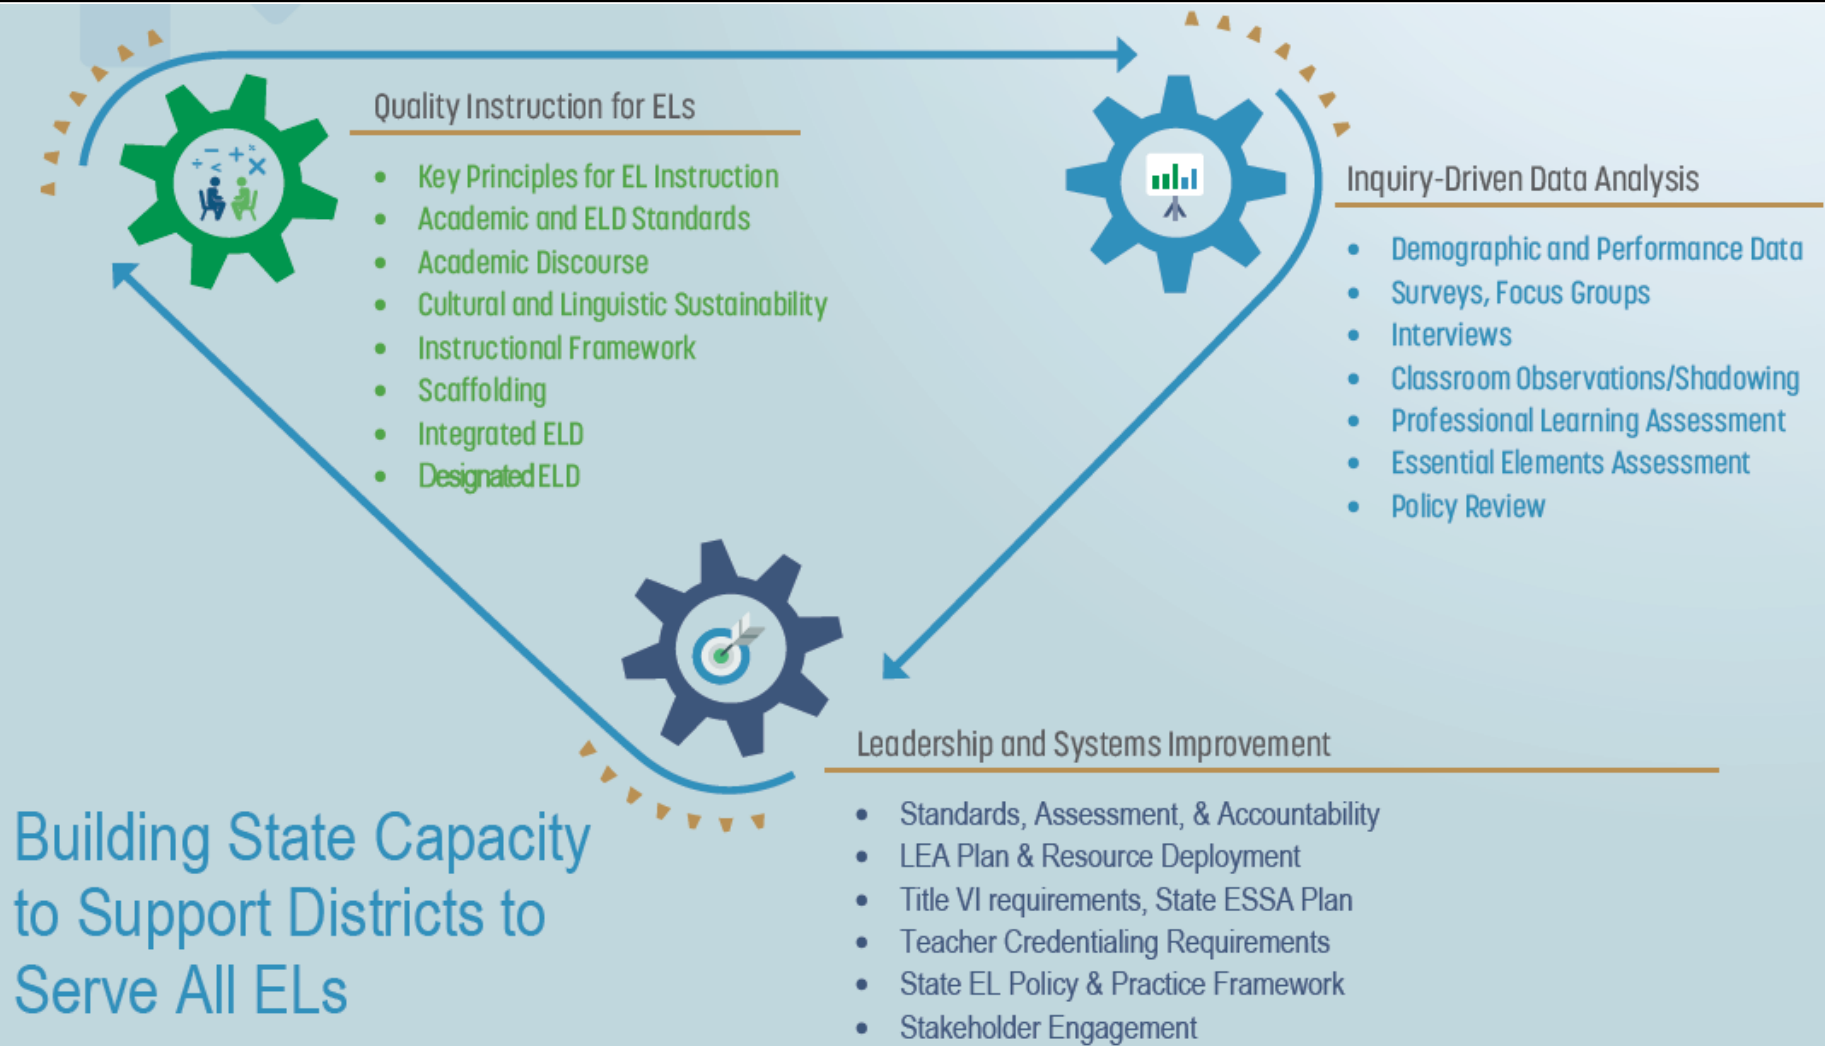 Quality Instruction for ELs
• Key Principles for EL Instruction
• Academic and ELD Standards
• Academic Discourse
• Cultural and Linguistic Sustainability
• Instructional Framework
• Scaffolding
• Integrated ELD
• Designated ELD
Inquiry-Driven Data Analysis
• Demographic and Performance Data
• Surveys, Focus Groups
• Interviews
• Classroom Observations/Shadowing
• Professional Learning Assessment
• Essential Elements Assessment
• Policy Review
Leadership and Systems Improvement
• Standards, Assessment, & Accountability
• LEA Plan & Resource Deployment
• Title VI requirements, State ESSA Plan
• Teacher Credentialing Requirements
• State EL Policy & Practice Framework
• Stakeholder Engagement
Building State Capacity
to Support Districts to
Serve All ELs